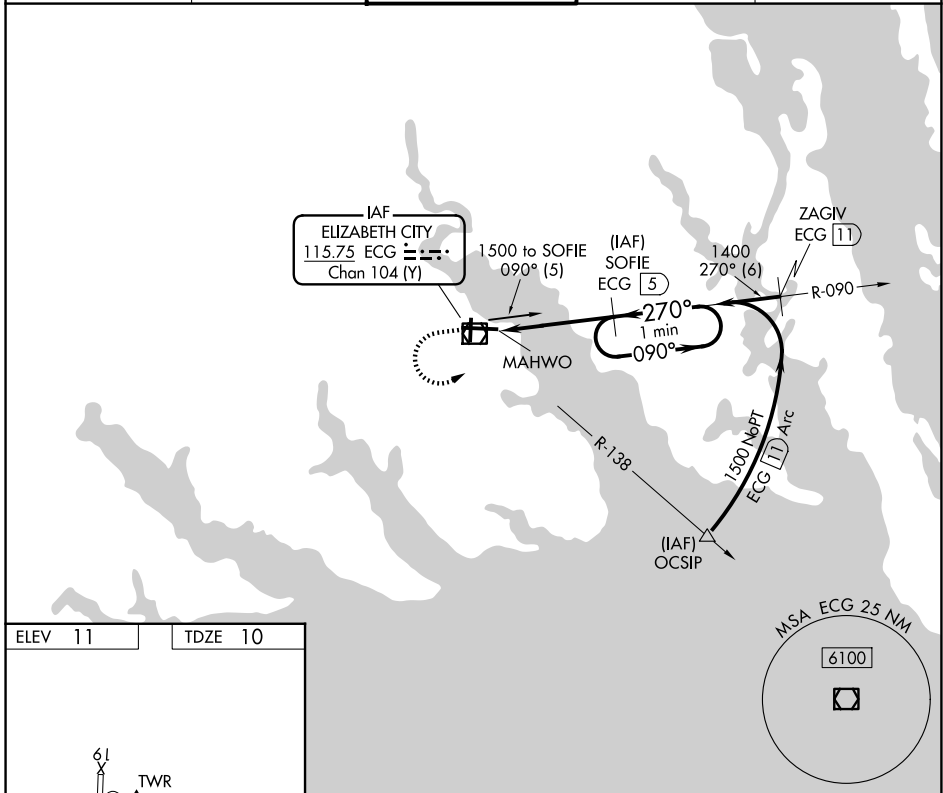 IAF
ELIZABETH CITY
115.75 ECG
Chan 104 (Y)
1500 to SOFIE
090° (5)
(IAF)
SOFIE
ECG 5
1400
270° (6)
ZAGIV
ECG 11
R-090
270°
1 min
090°
MAHWO
R-138
1500 NoPT
ECG 11 Arc
(IAF)
OCSIP
MSA ECG 25 NM
6100
ELEV 11
TDZE 10
19
TWR